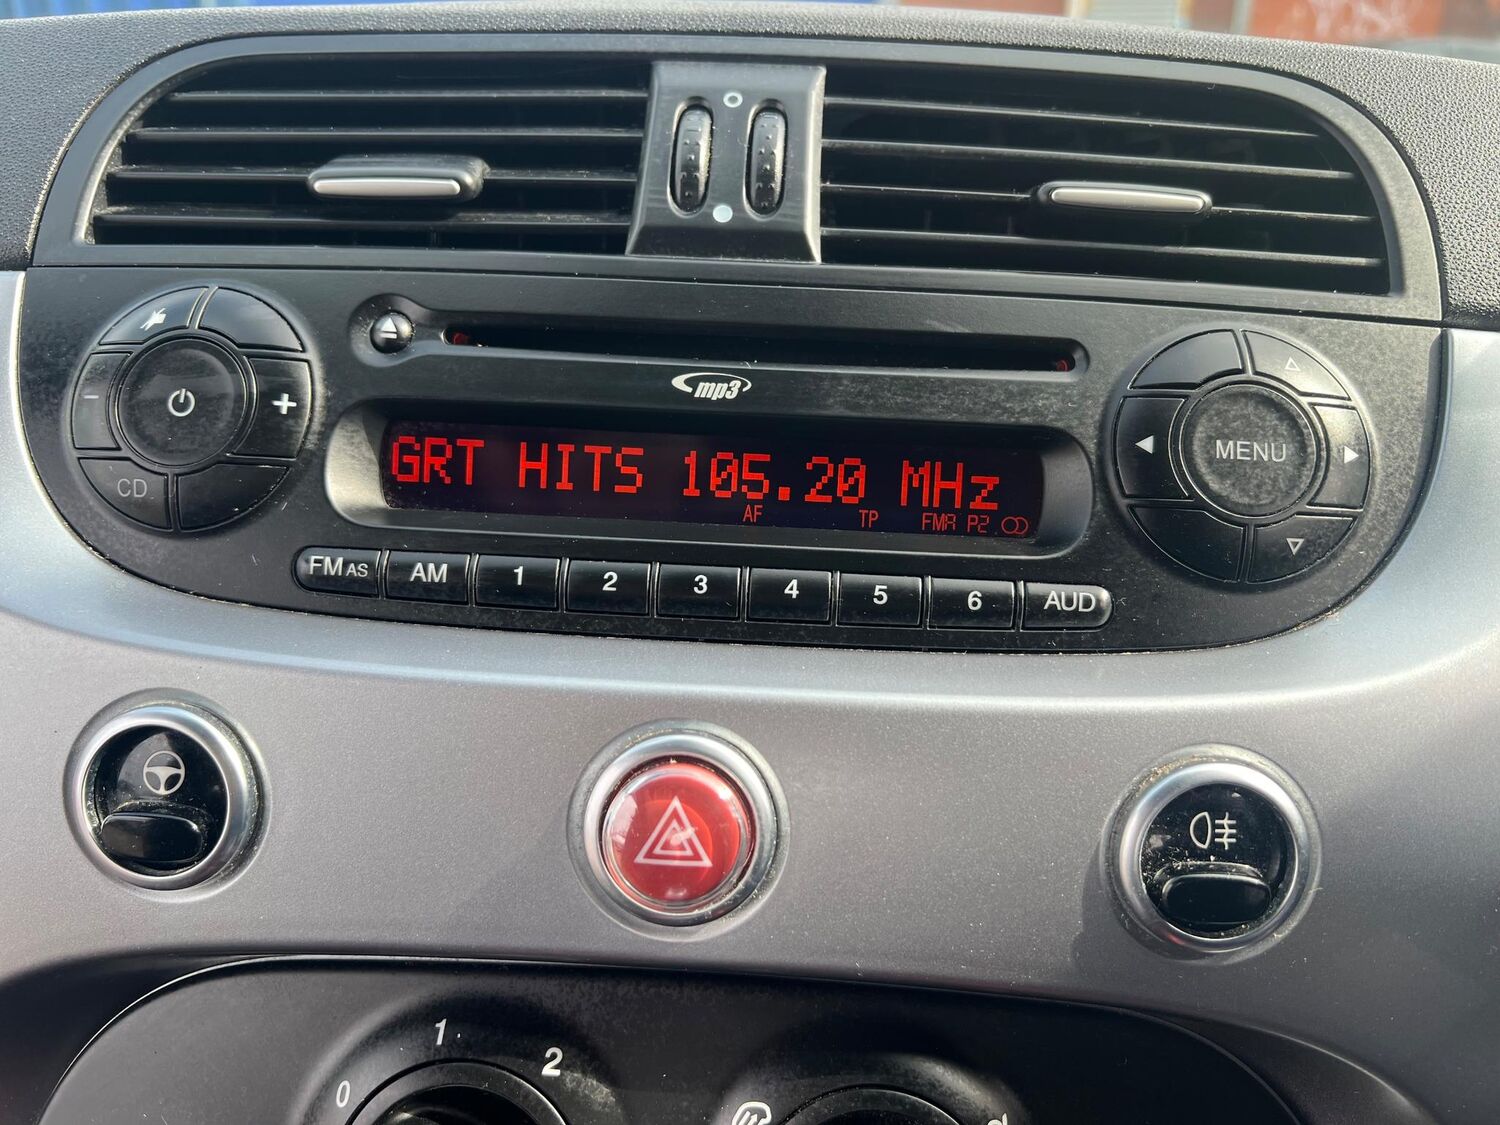 mp3
GRT HITS 105.20 MHz
AF TP FMA P2
CD
MENU
FM AS AM 1 2 3 4 5 6 AUD
0 1 2